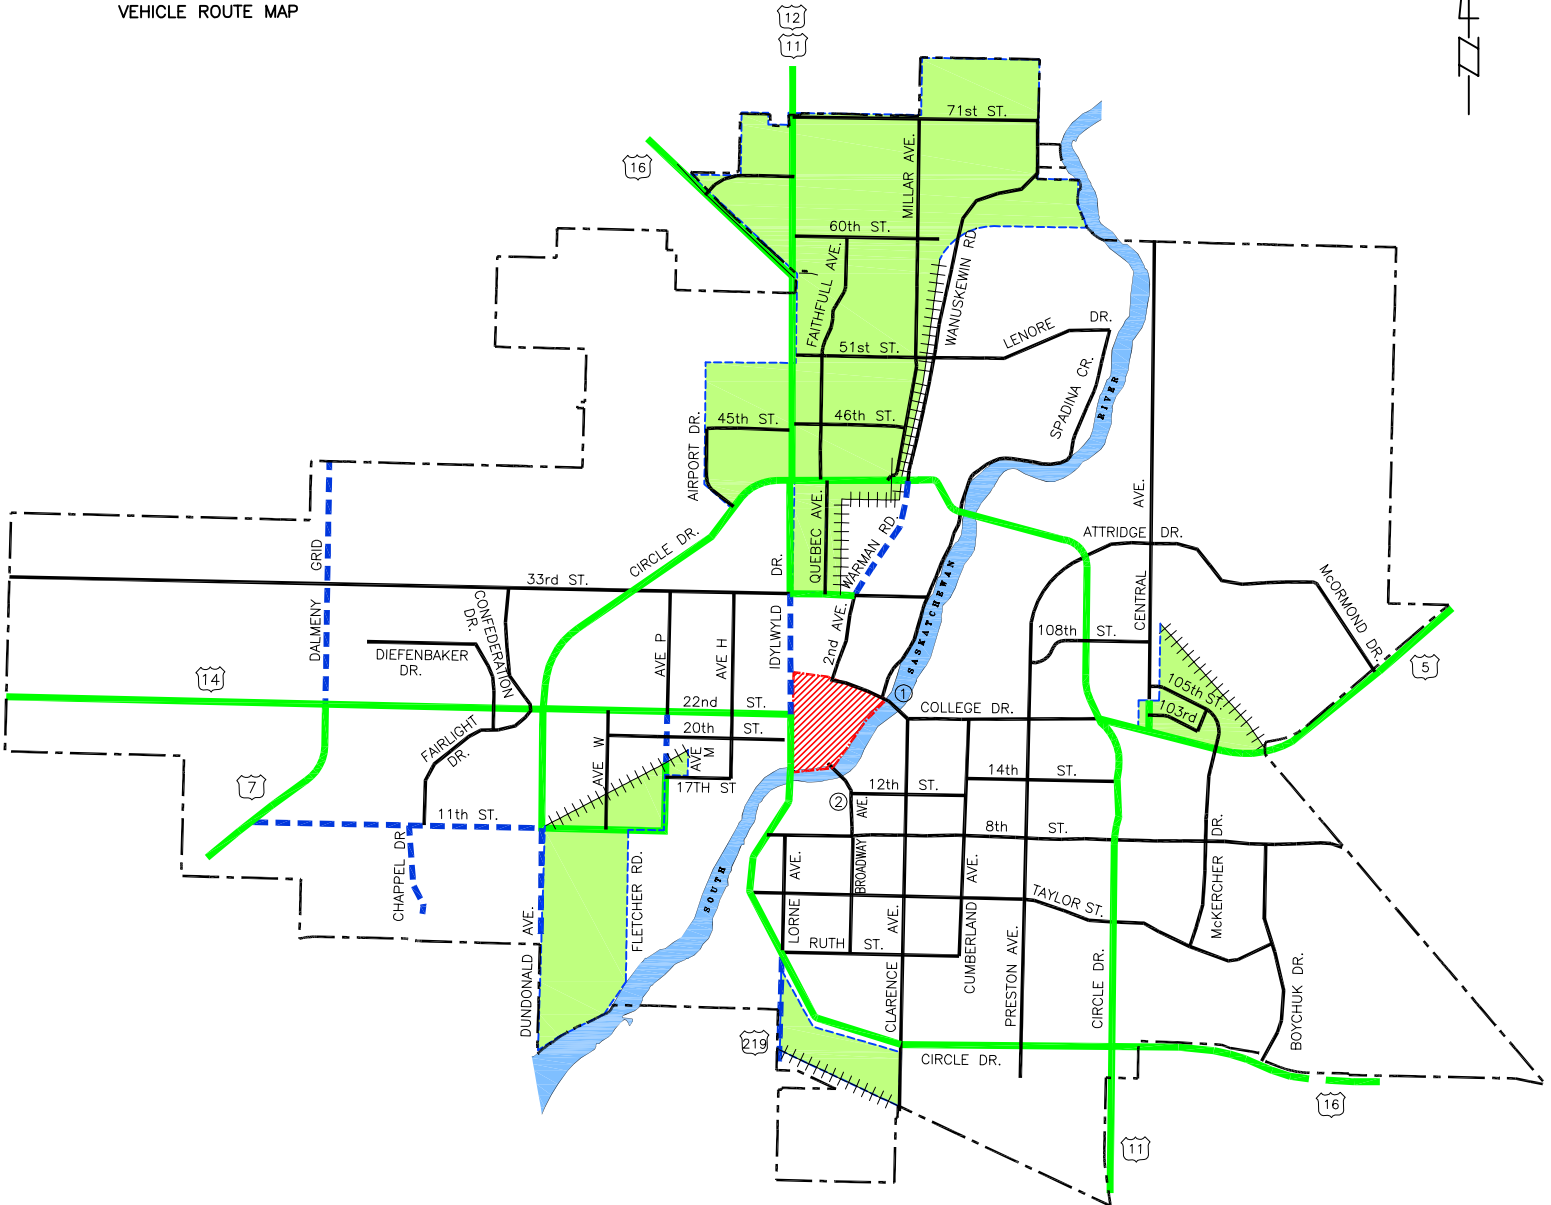 VEHICLE ROUTE MAP
12
11
16
71st ST.
MILLAR AVE.
60th ST.
FAITHFULL AVE.
WANUSKEWIN RD.
LENORE DR.
51st ST.
SPADINA CR.
RIVER
45th ST.
46th ST.
AIRPORT DR.
CIRCLE DR.
QUEBEC AVE.
WARMAN RD.
ATTRIDGE DR.
CENTRAL AVE.
McORMOND DR.
DALMENY GRID
33rd ST.
CONFEDERATION DR.
DIEFENBAKER DR.
AVE P
AVE H
IDYLWYLD DR.
2nd AVE.
SASKATCHEWAN
108th ST.
5
14
1
105th ST.
103rd
22nd ST.
COLLEGE DR.
20th ST.
FAIRLIGHT DR.
AVE W
AVE M
17TH ST
7
12th ST.
14th ST.
2
AVE.
BROADWAY
11th ST.
8th ST.
CHAPPEL DR.
DUNDONALD AVE.
FLETCHER RD.
SOUTH
LORNE AVE.
TAYLOR ST.
McKERCHER DR.
RUTH ST.
CLARENCE AVE.
CUMBERLAND AVE.
PRESTON AVE.
CIRCLE DR.
BOYCHUK DR.
219
CIRCLE DR.
16
11